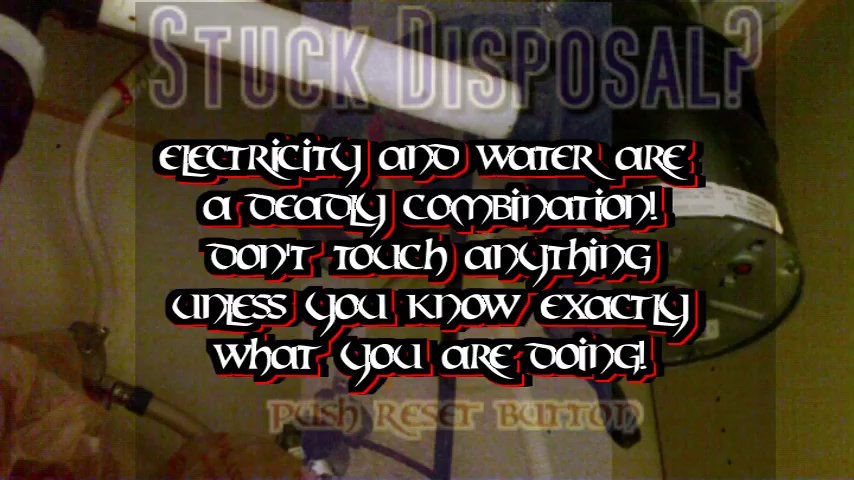 Stuck Disposal?
Electricity and water are
a deadly combination!
Don't touch anything
unless you know exactly
what you are doing!
Push Reset Button